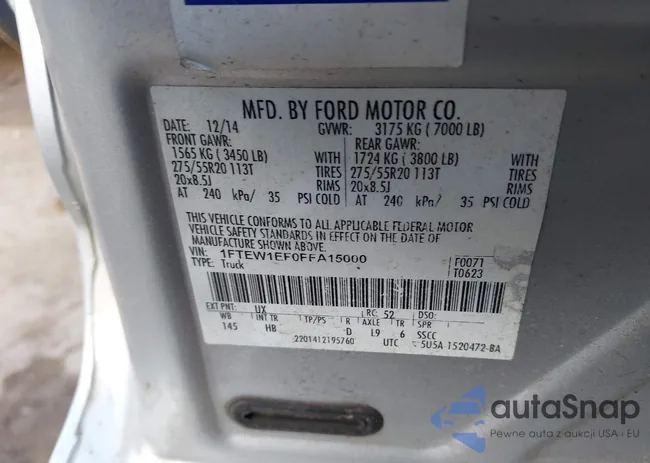 MFD. BY FORD MOTOR CO.
DATE: 12/14 GVWR: 3175 KG ( 7000 LB)
FRONT GAWR: REAR GAWR:
1565 KG ( 3450 LB) WITH 1724 KG ( 3800 LB) WITH
275/55R20 113T TIRES 275/55R20 113T TIRES
20x8.5J RIMS 20x8.5J RIMS
AT 240 kPa/ 35 PSI COLD AT 240 kPa/ 35 PSI COLD
THIS VEHICLE CONFORMS TO ALL APPLICABLE FEDERAL MOTOR
VEHICLE SAFETY STANDARDS IN EFFECT ON THE DATE OF
MANUFACTURE SHOWN ABOVE.
VIN: 1FTEW1EF0FFA15000 F0071
TYPE: Truck T0623
EXT PNT: UX RC: 52 DSO:
WB INT TR TP/PS R AXLE TR SPR
145 HB D L9 6 SSCC
2201412195760 UTC 5U5A-1520472-BA
autoSnap
Pewne auta z aukcji USA i EU